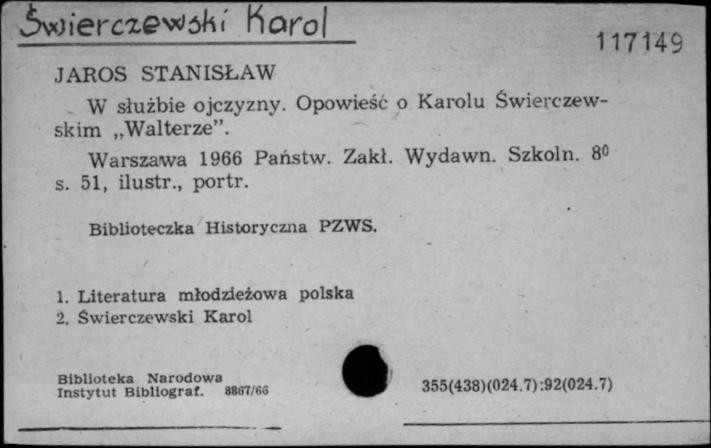 Świerczewski Karol
117149
JAROS STANISŁAW
W służbie ojczyzny. Opowieść o Karolu Świerczew-
skim „Walterze”.
Warszawa 1966 Państw. Zakł. Wydawn. Szkoln. 8⁰
s. 51, ilustr., portr.
Biblioteczka Historyczna PZWS.
1. Literatura młodzieżowa polska
2. Świerczewski Karol
Biblioteka Narodowa
Instytut Bibliograf. 8867/66
355(438)(024.7):92(024.7)